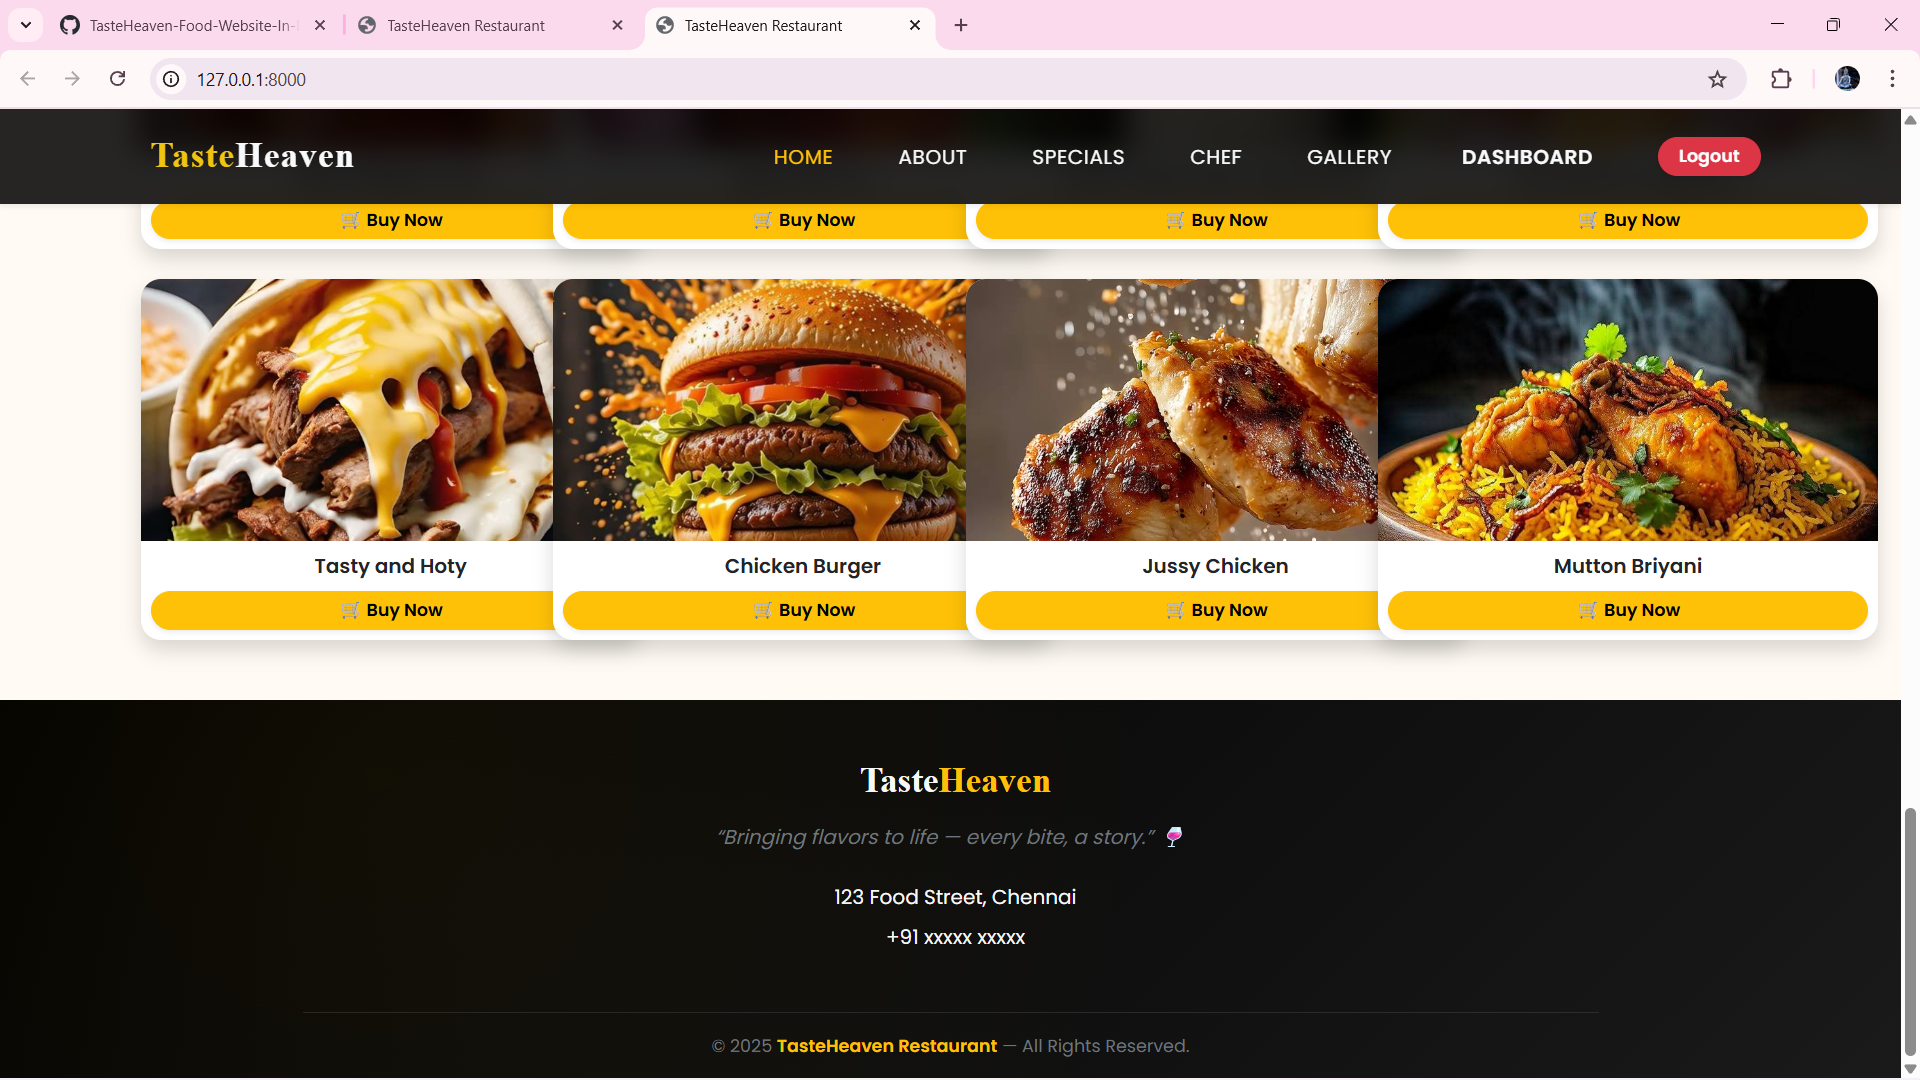 TasteHeaven-Food-Website-In-
TasteHeaven Restaurant
TasteHeaven Restaurant
127.0.0.1:8000
TasteHeaven
HOME
ABOUT
SPECIALS
CHEF
GALLERY
DASHBOARD
Logout
🛒 Buy Now
🛒 Buy Now
🛒 Buy Now
🛒 Buy Now
Tasty and Hoty
Chicken Burger
Jussy Chicken
Mutton Briyani
🛒 Buy Now
🛒 Buy Now
🛒 Buy Now
🛒 Buy Now
TasteHeaven
“Bringing flavors to life — every bite, a story.” 🍷
123 Food Street, Chennai
+91 xxxxx xxxxx
© 2025 TasteHeaven Restaurant — All Rights Reserved.